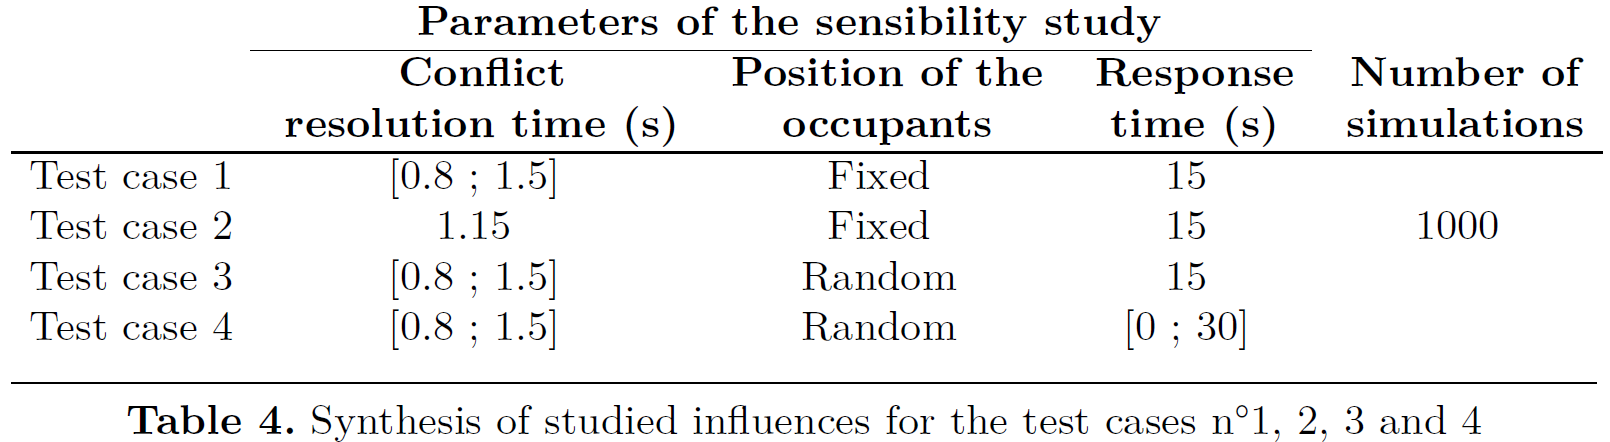 Parameters of the sensibility study
Conflict Position of the Response Number of
resolution time (s) occupants time (s) simulations
Test case 1 [0.8 ; 1.5] Fixed 15
Test case 2 1.15 Fixed 15 1000
Test case 3 [0.8 ; 1.5] Random 15
Test case 4 [0.8 ; 1.5] Random [0 ; 30]
Table 4. Synthesis of studied influences for the test cases n°1, 2, 3 and 4